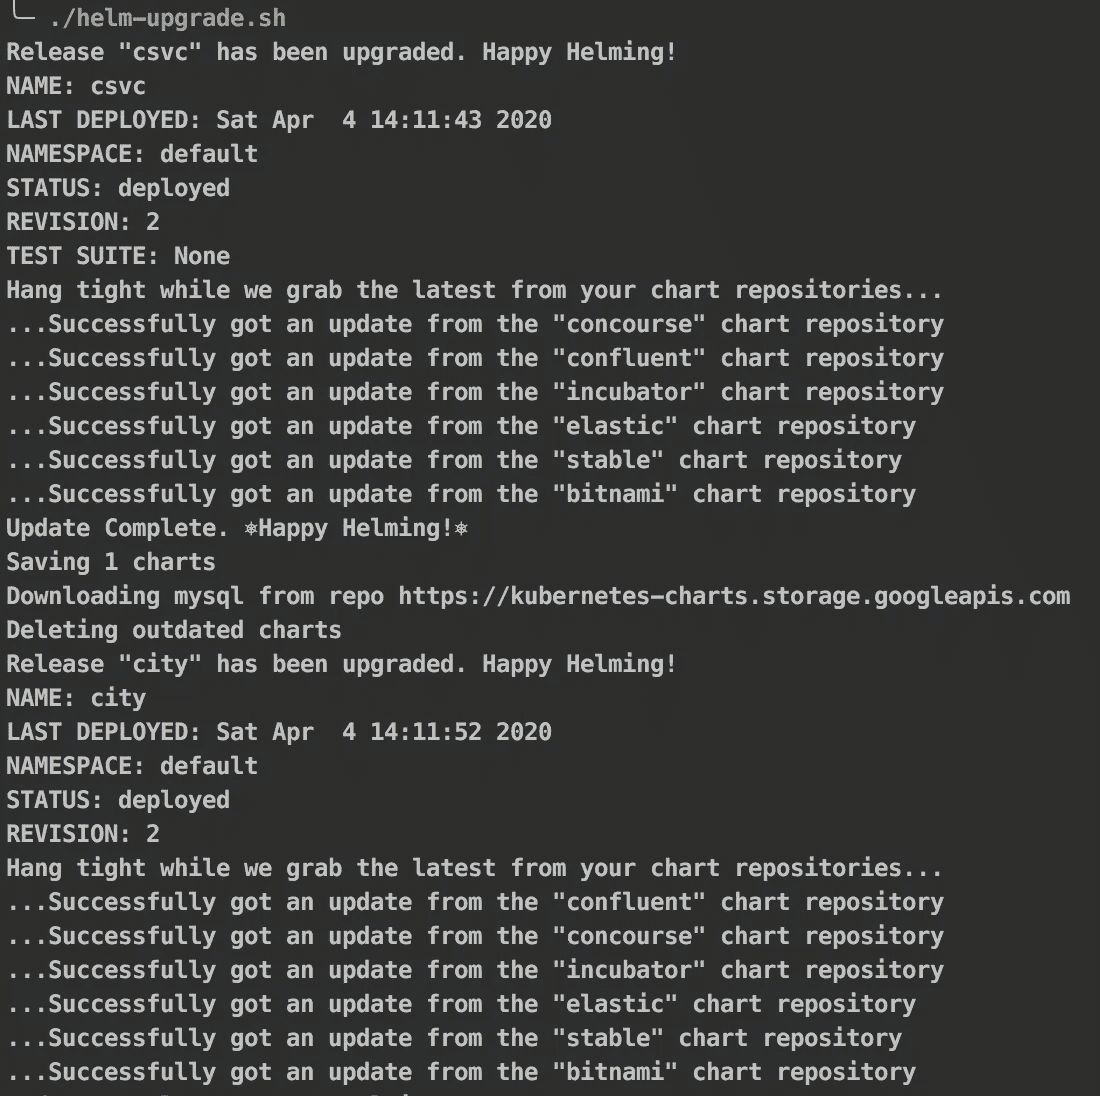 ./helm-upgrade.sh
Release "csvc" has been upgraded. Happy Helming!
NAME: csvc
LAST DEPLOYED: Sat Apr  4 14:11:43 2020
NAMESPACE: default
STATUS: deployed
REVISION: 2
TEST SUITE: None
Hang tight while we grab the latest from your chart repositories...
...Successfully got an update from the "concourse" chart repository
...Successfully got an update from the "confluent" chart repository
...Successfully got an update from the "incubator" chart repository
...Successfully got an update from the "elastic" chart repository
...Successfully got an update from the "stable" chart repository
...Successfully got an update from the "bitnami" chart repository
Update Complete. ⎈Happy Helming!⎈
Saving 1 charts
Downloading mysql from repo https://kubernetes-charts.storage.googleapis.com
Deleting outdated charts
Release "city" has been upgraded. Happy Helming!
NAME: city
LAST DEPLOYED: Sat Apr  4 14:11:52 2020
NAMESPACE: default
STATUS: deployed
REVISION: 2
Hang tight while we grab the latest from your chart repositories...
...Successfully got an update from the "confluent" chart repository
...Successfully got an update from the "concourse" chart repository
...Successfully got an update from the "incubator" chart repository
...Successfully got an update from the "elastic" chart repository
...Successfully got an update from the "stable" chart repository
...Successfully got an update from the "bitnami" chart repository